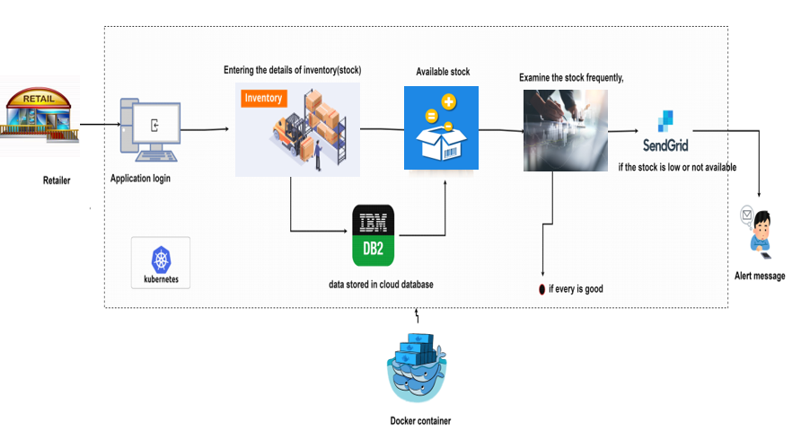 Entering the details of inventory(stock)
Available stock
Examine the stock frequently,
RETAIL
Inventory
SendGrid
if the stock is low or not available
Retailer
Application login
IBM
DB2
kubernetes
data stored in cloud database
if every is good
Alert message
Docker container